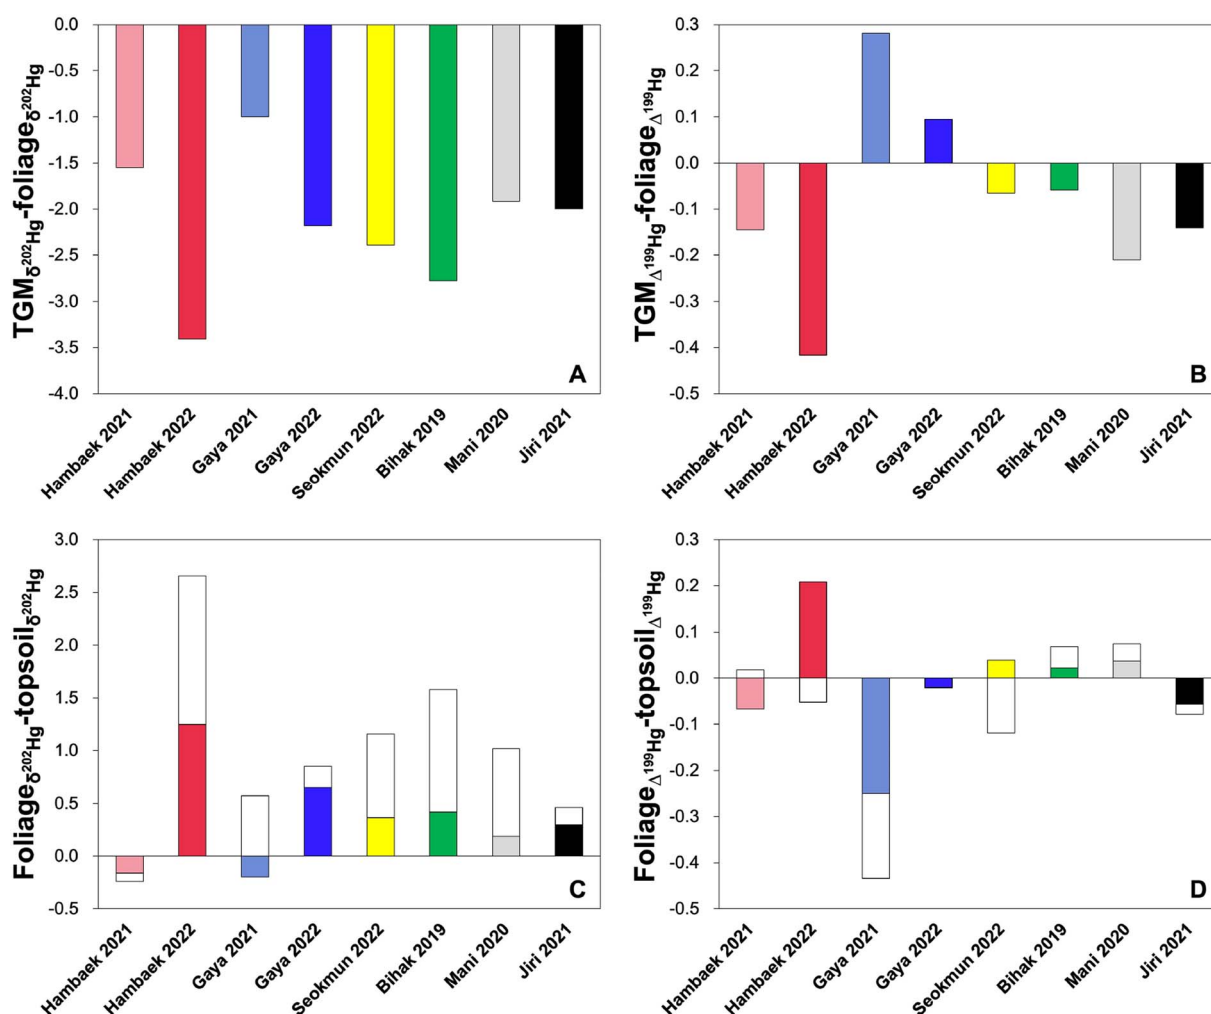 TGMδ²⁰²Hg-foliageδ²⁰²Hg
0.0
-0.5
-1.0
-1.5
-2.0
-2.5
-3.0
-3.5
-4.0
A
Hambaek 2021
Hambaek 2022
Gaya 2021
Gaya 2022
Seokmun 2022
Bihak 2019
Mani 2020
Jiri 2021
TGMΔ¹⁹⁹Hg-foliageΔ¹⁹⁹Hg
0.3
0.2
0.1
0.0
-0.1
-0.2
-0.3
-0.4
-0.5
B
Hambaek 2021
Hambaek 2022
Gaya 2021
Gaya 2022
Seokmun 2022
Bihak 2019
Mani 2020
Jiri 2021
Foliageδ²⁰²Hg-topsoilδ²⁰²Hg
3.0
2.5
2.0
1.5
1.0
0.5
0.0
-0.5
C
Hambaek 2021
Hambaek 2022
Gaya 2021
Gaya 2022
Seokmun 2022
Bihak 2019
Mani 2020
Jiri 2021
FoliageΔ¹⁹⁹Hg-topsoilΔ¹⁹⁹Hg
0.3
0.2
0.1
0.0
-0.1
-0.2
-0.3
-0.4
-0.5
D
Hambaek 2021
Hambaek 2022
Gaya 2021
Gaya 2022
Seokmun 2022
Bihak 2019
Mani 2020
Jiri 2021